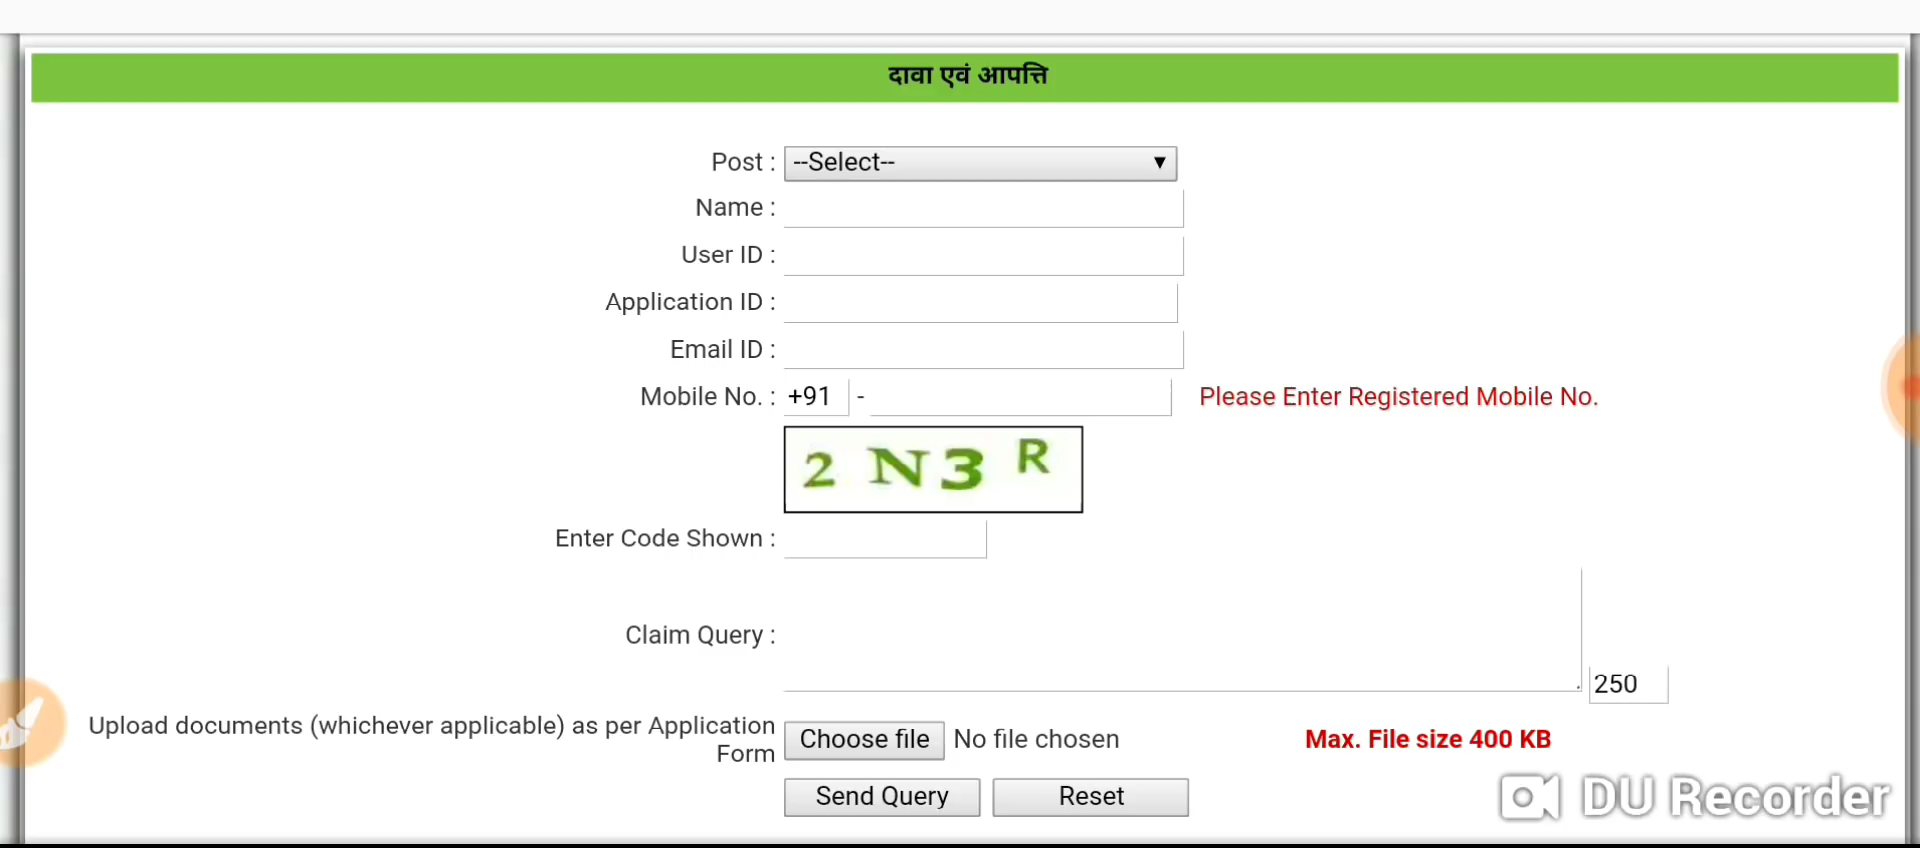 दावा एवं आपत्ति
Post : --Select--
Name :
User ID :
Application ID :
Email ID :
Mobile No. : +91 - Please Enter Registered Mobile No.
2 N 3 R
Enter Code Shown :
Claim Query :
250
Upload documents (whichever applicable) as per Application
Form
Choose file No file chosen Max. File size 400 KB
Send Query Reset
DU Recorder